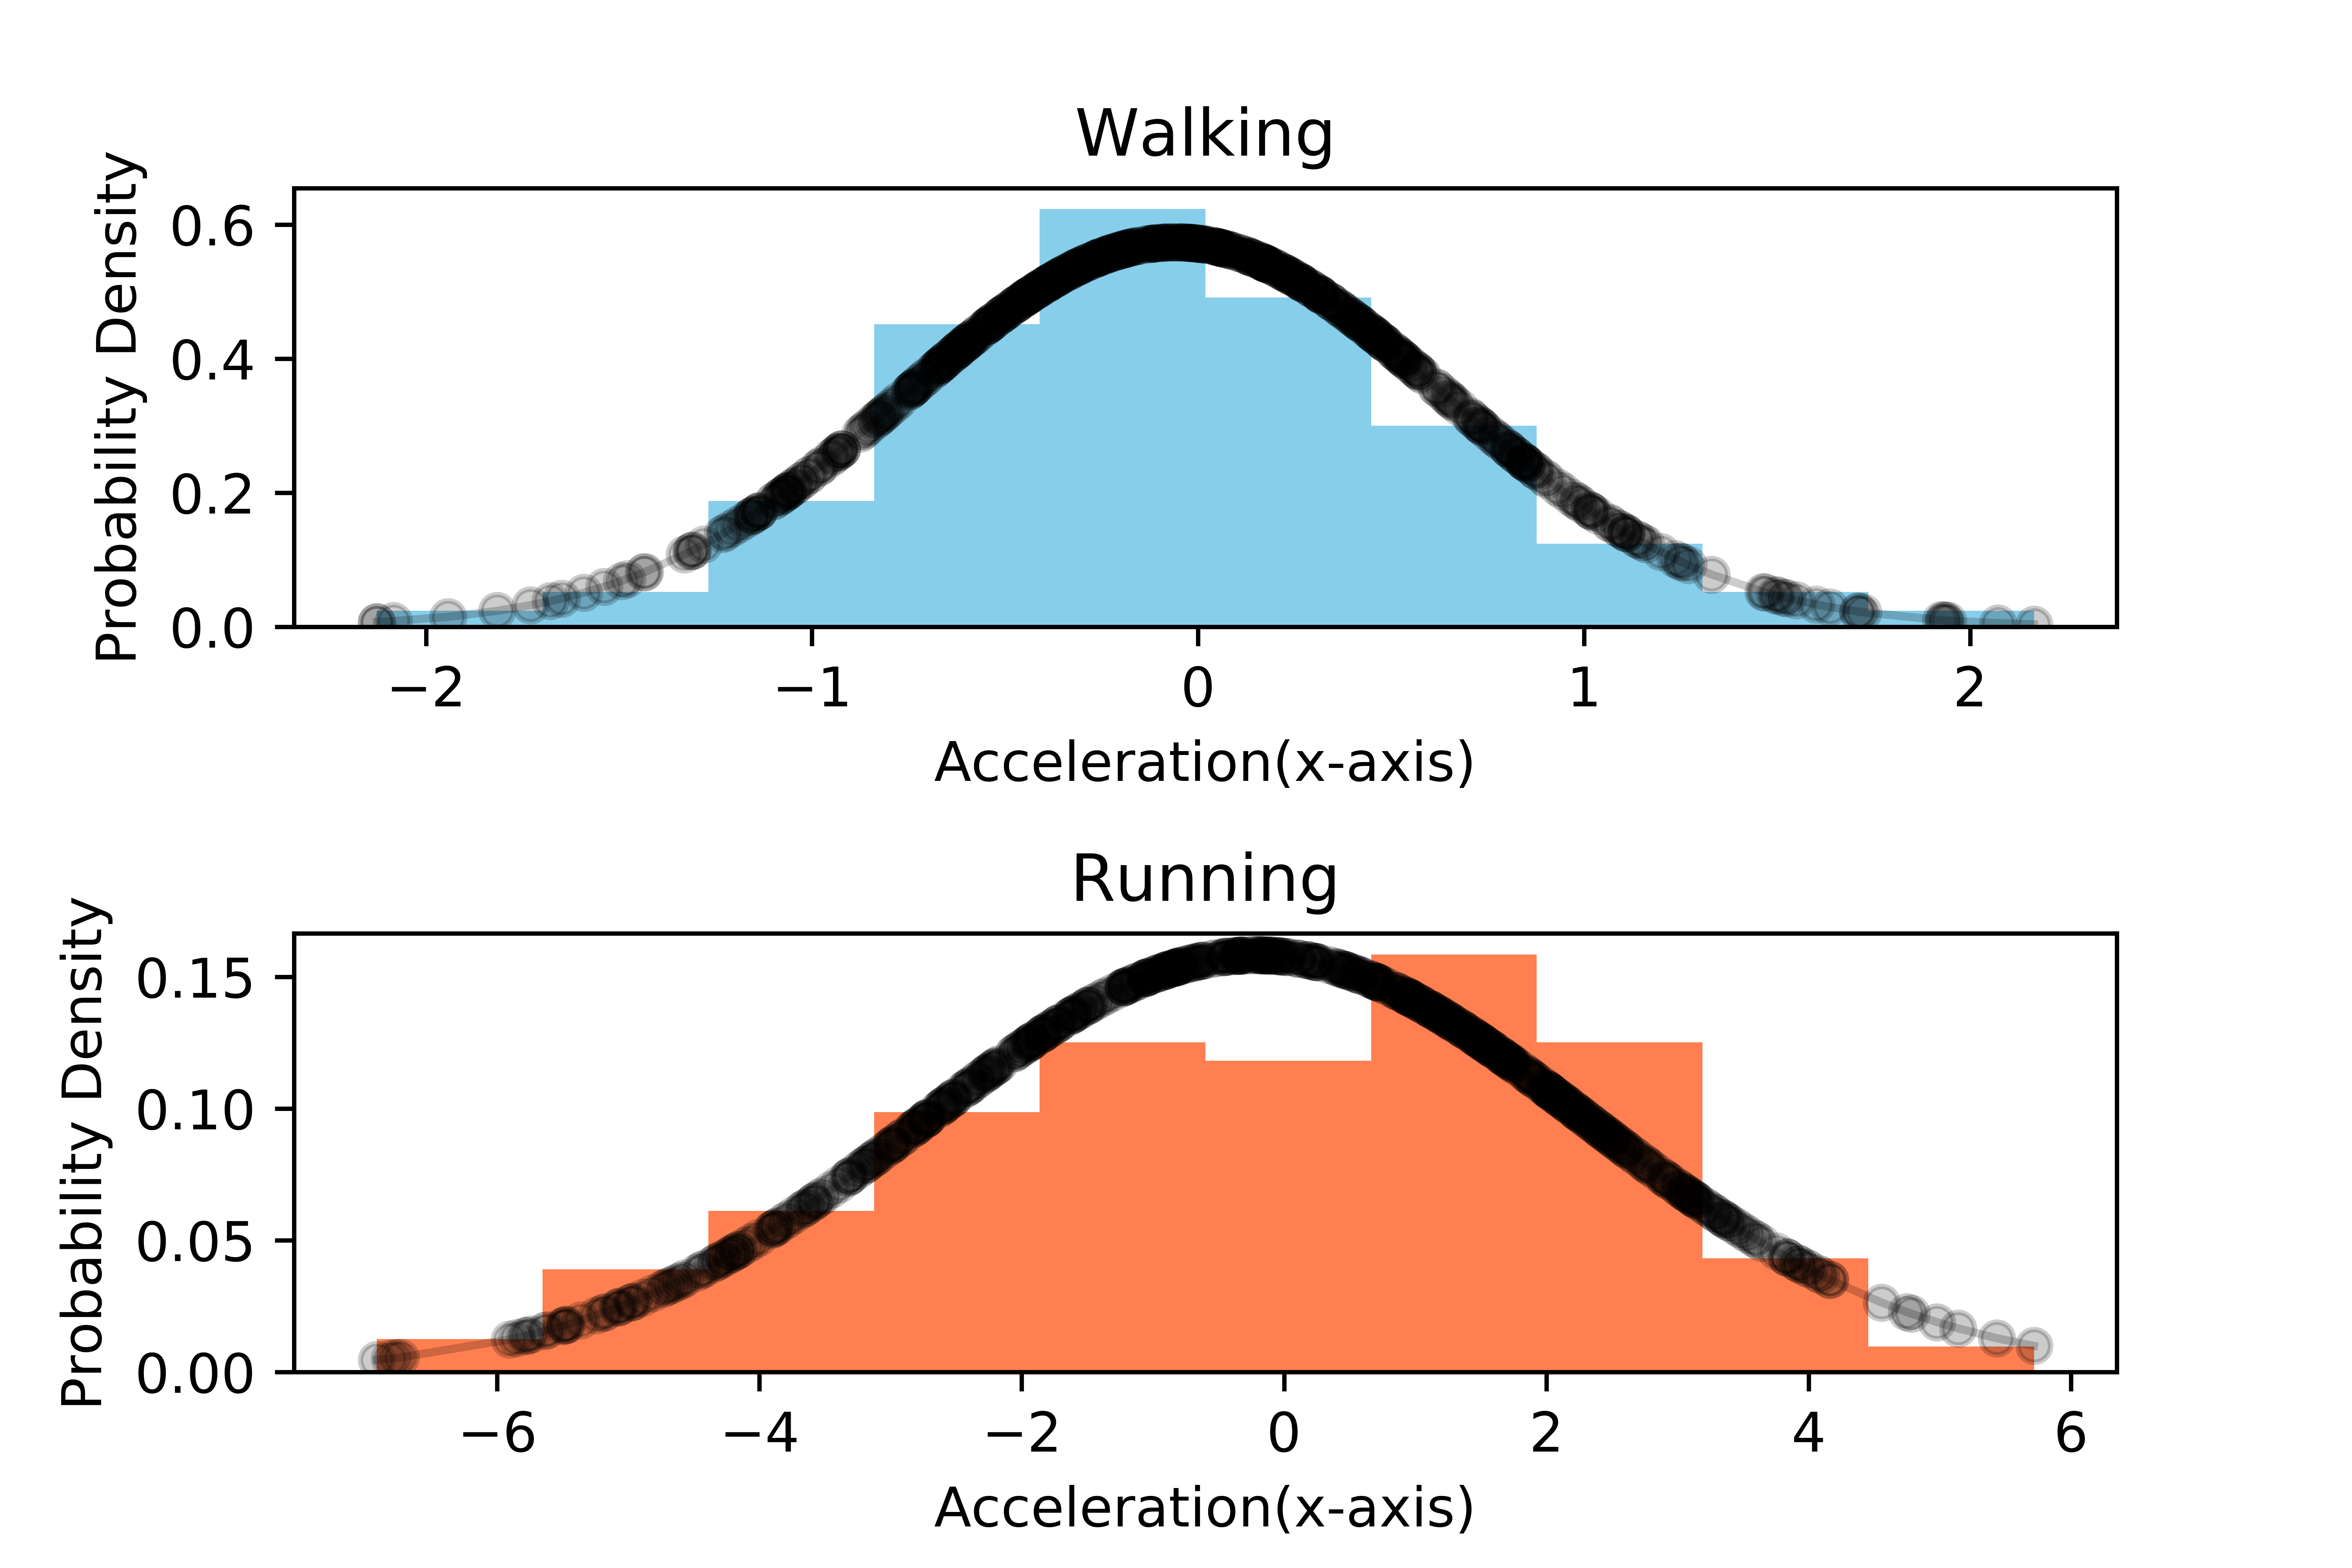 Walking
Probability Density
0.6
0.4
0.2
0.0
−2 −1 0 1 2
Acceleration(x-axis)
Running
Probability Density
0.15
0.10
0.05
0.00
−6 −4 −2 0 2 4 6
Acceleration(x-axis)